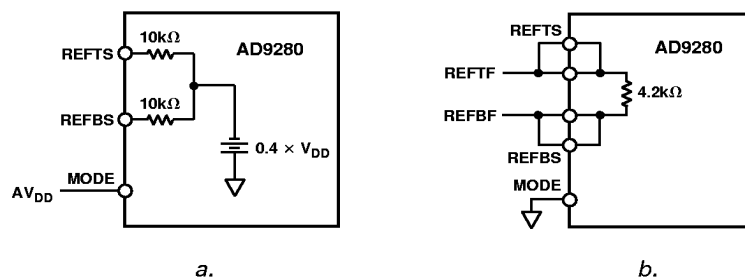 10kΩ
REFTS
AD9280
10kΩ
REFBS
0.4 × VDD
MODE
AVDD
a.
REFTS
AD9280
REFTF
4.2kΩ
REFBF
REFBS
MODE
b.